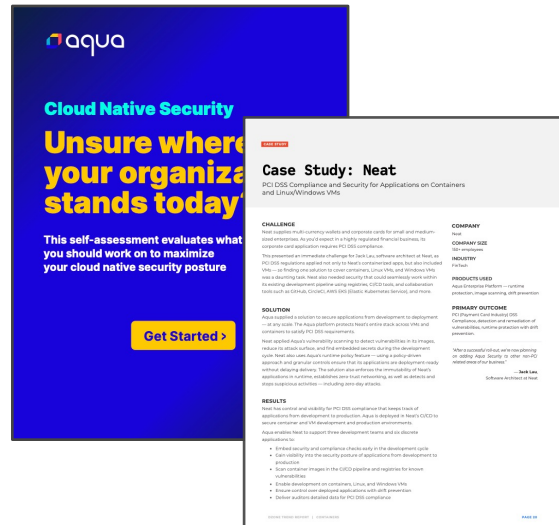 aqua
Cloud Native Security
Unsure where
your organiza
stands today
This self-assessment evaluates what
you should work on to maximize
your cloud native security posture
Get Started >
CASE STUDY
Case Study: Neat
PCI DSS Compliance and Security for Applications on Containers
and Linux/Windows VMs
CHALLENGE
Neat supplies multi-currency wallets and corporate cards for small and medium-
sized enterprises. As you'd expect in a highly regulated financial business, its
corporate card application requires PCI DSS compliance.
This presented an immediate challenge for Jack Lau, software architect at Neat, as
PCI DSS regulations applied not only to Neat's containerized apps, but also included
VMs — as finding one solution to cover containers, Linux VMs, and Windows VMs
was a daunting task. Neat also needed security that could seamlessly work within
its existing development pipeline using registries, CI/CD tools, and collaboration
tools such as GitHub, CircleCI, AWS EKS (Elastic Kubernetes Service), and more.
SOLUTION
Aqua supplied a solution to secure applications from development to deployment
— at any scale. The Aqua platform protects Neat's entire stack across VMs and
containers to satisfy PCI DSS requirements.
Neat applied Aqua's vulnerability scanning to detect vulnerabilities in its images,
reduce its attack surface, and find embedded secrets during the development
cycle. Neat also uses Aqua's runtime policy feature — using a policy-driven
approach and granular controls ensure that its applications are deployment ready
without delaying delivery. The solution also enforces the immutability of Neat's
applications in runtime, establishes zero-trust networking, as well as detects and
stops suspicious activities — including zero-day attacks.
RESULTS
Neat has control and visibility for PCI DSS compliance that keeps track of
applications from development to production. Aqua is deployed in Neat's CI/CD to
secure container and VM development and production environments.
Aqua enables Neat to support three development teams and six discrete
applications to:
• Embed security and compliance checks early in the development cycle
• Gain visibility into the security posture of applications from development to
production
• Scan container images in the CI/CD pipeline and registries for known
vulnerabilities
• Enable development on containers, Linux, and Windows VMs
• Ensure control over deployed applications with drift prevention
• Deliver auditors detailed data for PCI DSS compliance
COMPANY
Neat
COMPANY SIZE
150+ employees
INDUSTRY
FinTech
PRODUCTS USED
Aqua Enterprise Platform — runtime
protection, image scanning, drift prevention
PRIMARY OUTCOME
PCI (Payment Card Industry) DSS
Compliance, detection and remediation of
vulnerabilities, runtime protection with drift
prevention.
"After a successful roll-out, we're now planning
on adding Aqua Security to other non-PCI
related areas of our business."
— Jack Lau,
Software Architect at Neat
DZONE TREND REPORT | CONTAINERS